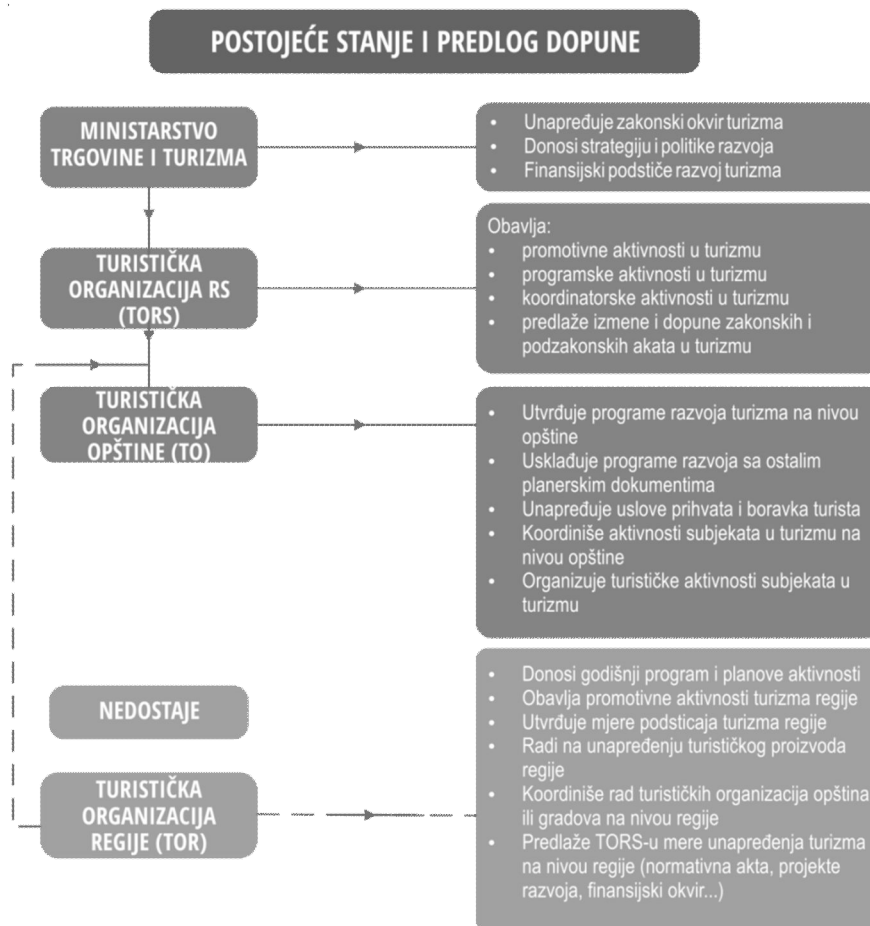 POSTOJEĆE STANJE I PREDLOG DOPUNE
MINISTARSTVO
TRGOVINE I TURIZMA
• Unapređuje zakonski okvir turizma
• Donosi strategiju i politike razvoja
• Finansijski podstiče razvoj turizma
TURISTIČKA
ORGANIZACIJA RS
(TORS)
Obavlja:
• promotivne aktivnosti u turizmu
• programske aktivnosti u turizmu
• koordinatorske aktivnosti u turizmu
• predlaže izmene i dopune zakonskih i
podzakonskih akata u turizmu
TURISTIČKA
ORGANIZACIJA
OPŠTINE (TO)
• Utvrđuje programe razvoja turizma na nivou
opštine
• Usklađuje programe razvoja sa ostalim
planerskim dokumentima
• Unapređuje uslove prihvata i boravka turista
• Koordiniše aktivnosti subjekata u turizmu na
nivou opštine
• Organizuje turističke aktivnosti subjekata u
turizmu
NEDOSTAJE
TURISTIČKA
ORGANIZACIJA
REGIJE (TOR)
• Donosi godišnji program i planove aktivnosti
• Obavlja promotivne aktivnosti turizma regije
• Utvrđuje mjere podsticaja turizma regije
• Radi na unapređenju turističkog proizvoda
regije
• Koordiniše rad turističkih organizacija opština
ili gradova na nivou regije
• Predlaže TORS-u mere unapređenja turizma
na nivou regije (normativna akta, projekte
razvoja, finansijski okvir...)